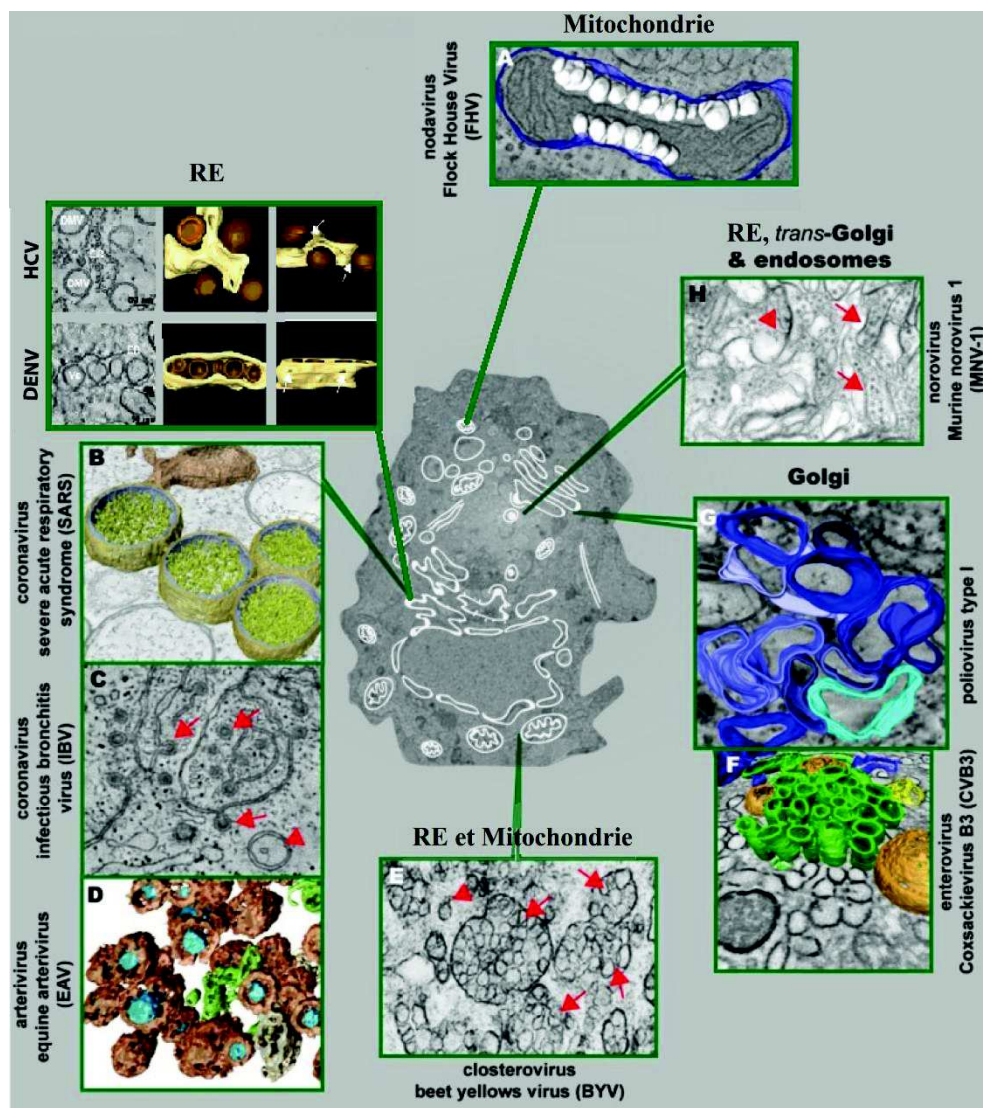 Mitochondrie
A
nodavirus
Flock House Virus
(FHV)
RE
HCV
DMV
DMV
DENV
Ve
RE, trans-Golgi
& endosomes
H
norovirus
Murine norovirus 1
(MNV-1)
B
coronavirus
severe acute respiratory
syndrome (SARS)
Golgi
G
poliovirus type I
C
coronavirus
infectious bronchitis
virus (IBV)
F
enterovirus
Coxsackievirus B3 (CVB3)
RE et Mitochondrie
E
closterovirus
beet yellows virus (BYV)
D
arterivirus
equine arterivirus
(EAV)